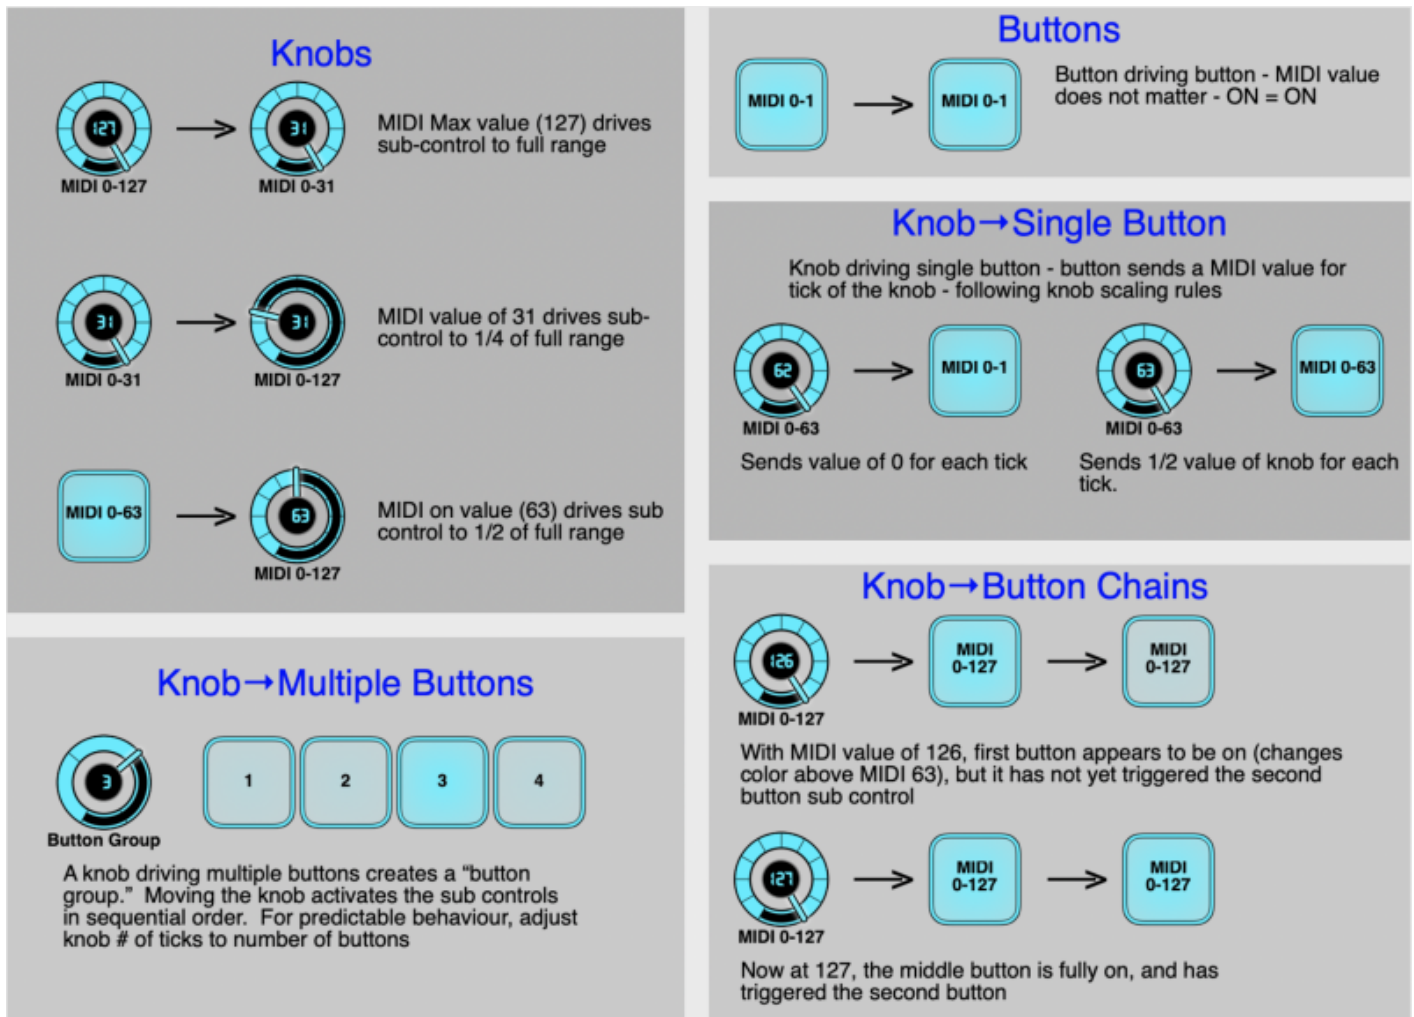 Knobs
127
31
MIDI 0-127
MIDI 0-31
MIDI Max value (127) drives
sub-control to full range
31
31
MIDI 0-31
MIDI 0-127
MIDI value of 31 drives sub-
control to 1/4 of full range
MIDI 0-63
63
MIDI 0-127
MIDI on value (63) drives sub
control to 1/2 of full range
Knob→Multiple Buttons
3
1
2
3
4
Button Group
A knob driving multiple buttons creates a “button
group.” Moving the knob activates the sub controls
in sequential order. For predictable behaviour, adjust
knob # of ticks to number of buttons
Buttons
MIDI 0-1
MIDI 0-1
Button driving button - MIDI value
does not matter - ON = ON
Knob→Single Button
Knob driving single button - button sends a MIDI value for
tick of the knob - following knob scaling rules
62
MIDI 0-1
MIDI 0-63
Sends value of 0 for each tick
63
MIDI 0-63
MIDI 0-63
Sends 1/2 value of knob for each
tick.
Knob→Button Chains
126
MIDI
0-127
MIDI
0-127
MIDI 0-127
With MIDI value of 126, first button appears to be on (changes
color above MIDI 63), but it has not yet triggered the second
button sub control
127
MIDI
0-127
MIDI
0-127
MIDI 0-127
Now at 127, the middle button is fully on, and has
triggered the second button